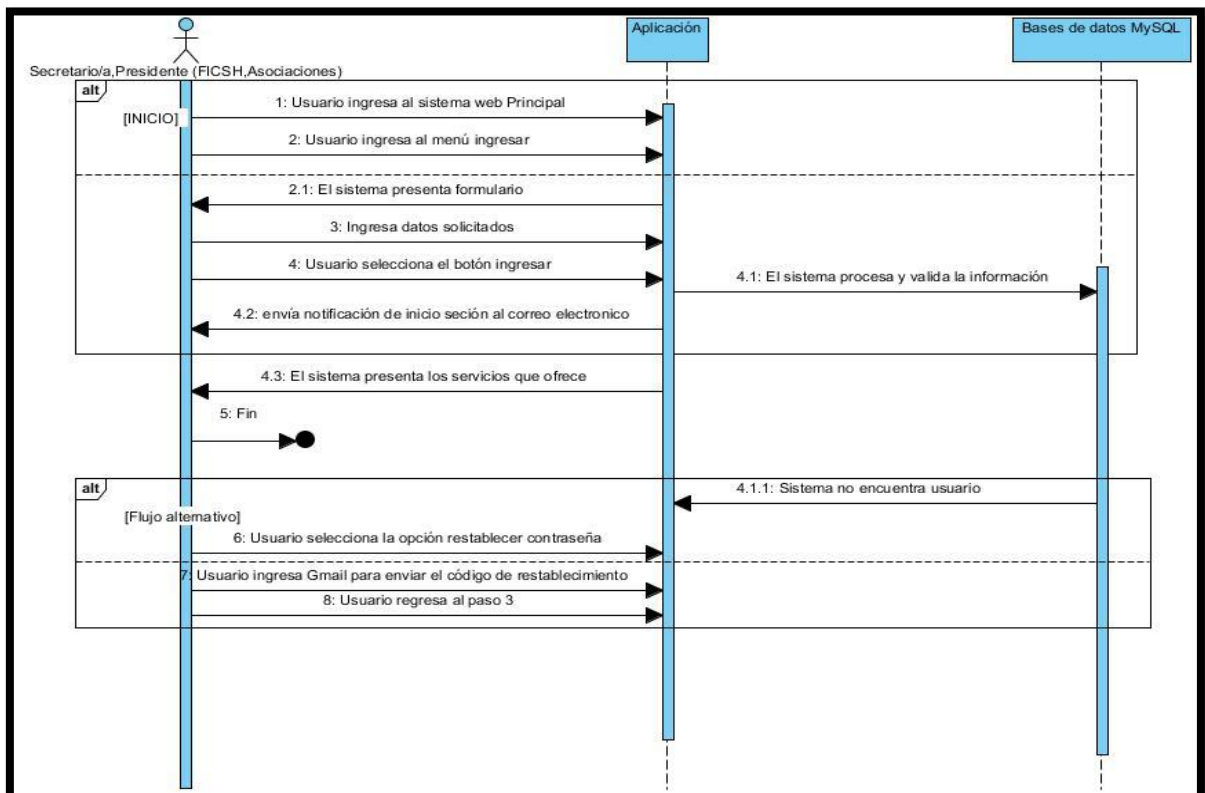 Aplicación
Bases de datos MySQL
Secretario/a,Presidente (FICSH,Asociaciones)
alt
[INICIO]
1: Usuario ingresa al sistema web Principal
2: Usuario ingresa al menú ingresar
2.1: El sistema presenta formulario
3: Ingresa datos solicitados
4: Usuario selecciona el botón ingresar
4.1: El sistema procesa y valida la información
4.2: envía notificación de inicio seción al correo electronico
4.3: El sistema presenta los servicios que ofrece
5: Fin
alt
4.1.1: Sistema no encuentra usuario
[Flujo alternativo]
6: Usuario selecciona la opción restablecer contraseña
7: Usuario ingresa Gmail para enviar el código de restablecimiento
8: Usuario regresa al paso 3